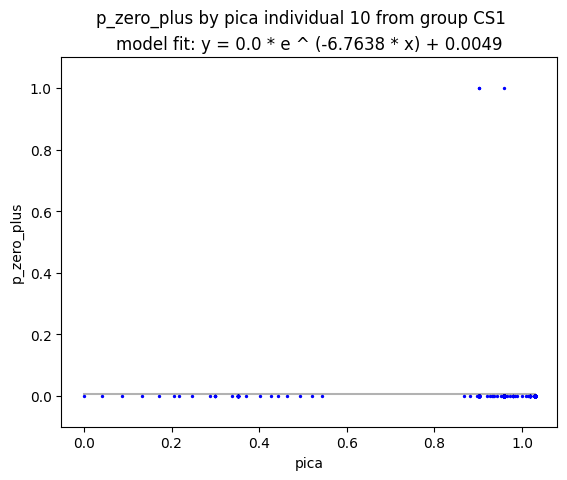 p_zero_plus by pica individual 10 from group CS1
model fit: y = 0.0 * e ^ (-6.7638 * x) + 0.0049
1.0
0.8
0.6
0.4
0.2
0.0
p_zero_plus
0.0 0.2 0.4 0.6 0.8 1.0
pica